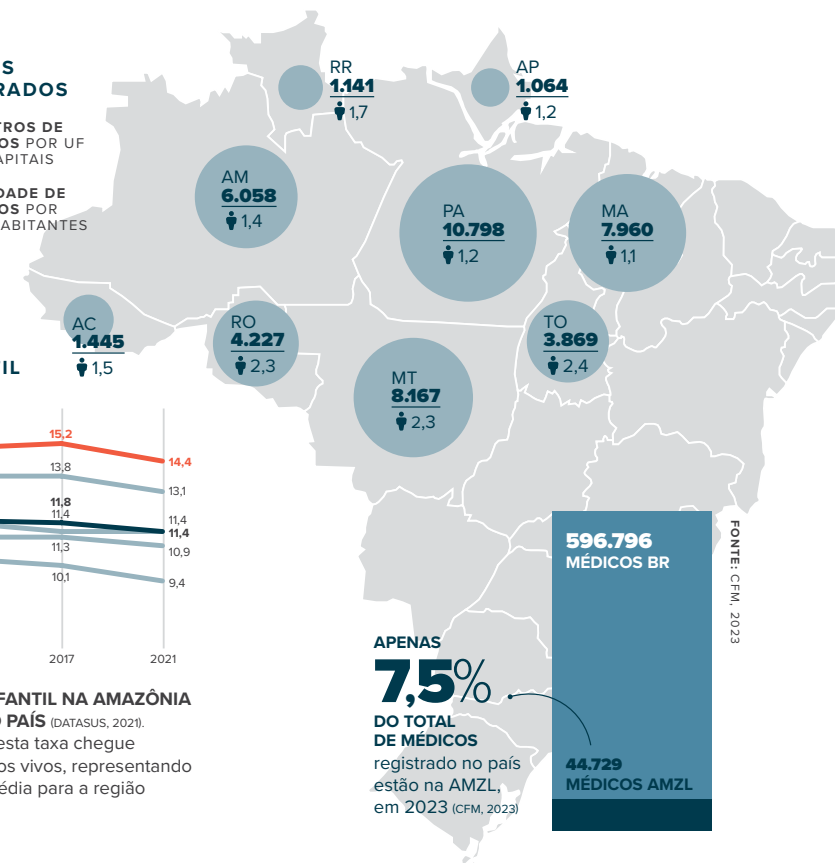 S
RADOS
TROS DE
OS POR UF
APITAIS
DADE DE
OS POR
ABITANTES
RR
1.141
1,7
AP
1.064
1,2
AM
6.058
1,4
PA
10.798
1,2
MA
7.960
1,1
AC
1.445
1,5
RO
4.227
2,3
TO
3.869
2,4
MT
8.167
2,3
TIL
15,2
14,4
13,8
13,1
11,8
11,4
11,4
11,4
11,3
10,9
10,1
9,4
2017
2021
FANTIL NA AMAZÔNIA
O PAÍS (DATASUS, 2021).
esta taxa chegue
os vivos, representando
édia para a região
APENAS
7,5%
DO TOTAL
DE MÉDICOS
registrado no país
estão na AMZL,
em 2023 (CFM, 2023)
596.796
MÉDICOS BR
44.729
MÉDICOS AMZL
FONTE: CFM, 2023